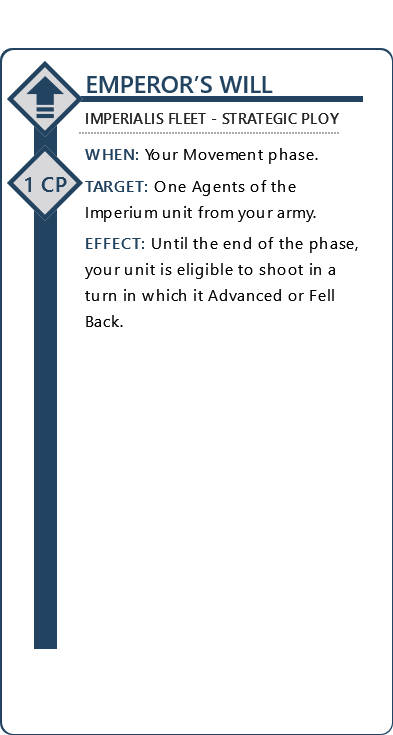 EMPEROR'S WILL
IMPERIALIS FLEET - STRATEGIC PLOY
WHEN: Your Movement phase.
1 CP
TARGET: One Agents of the
Imperium unit from your army.
EFFECT: Until the end of the phase,
your unit is eligible to shoot in a
turn in which it Advanced or Fell
Back.